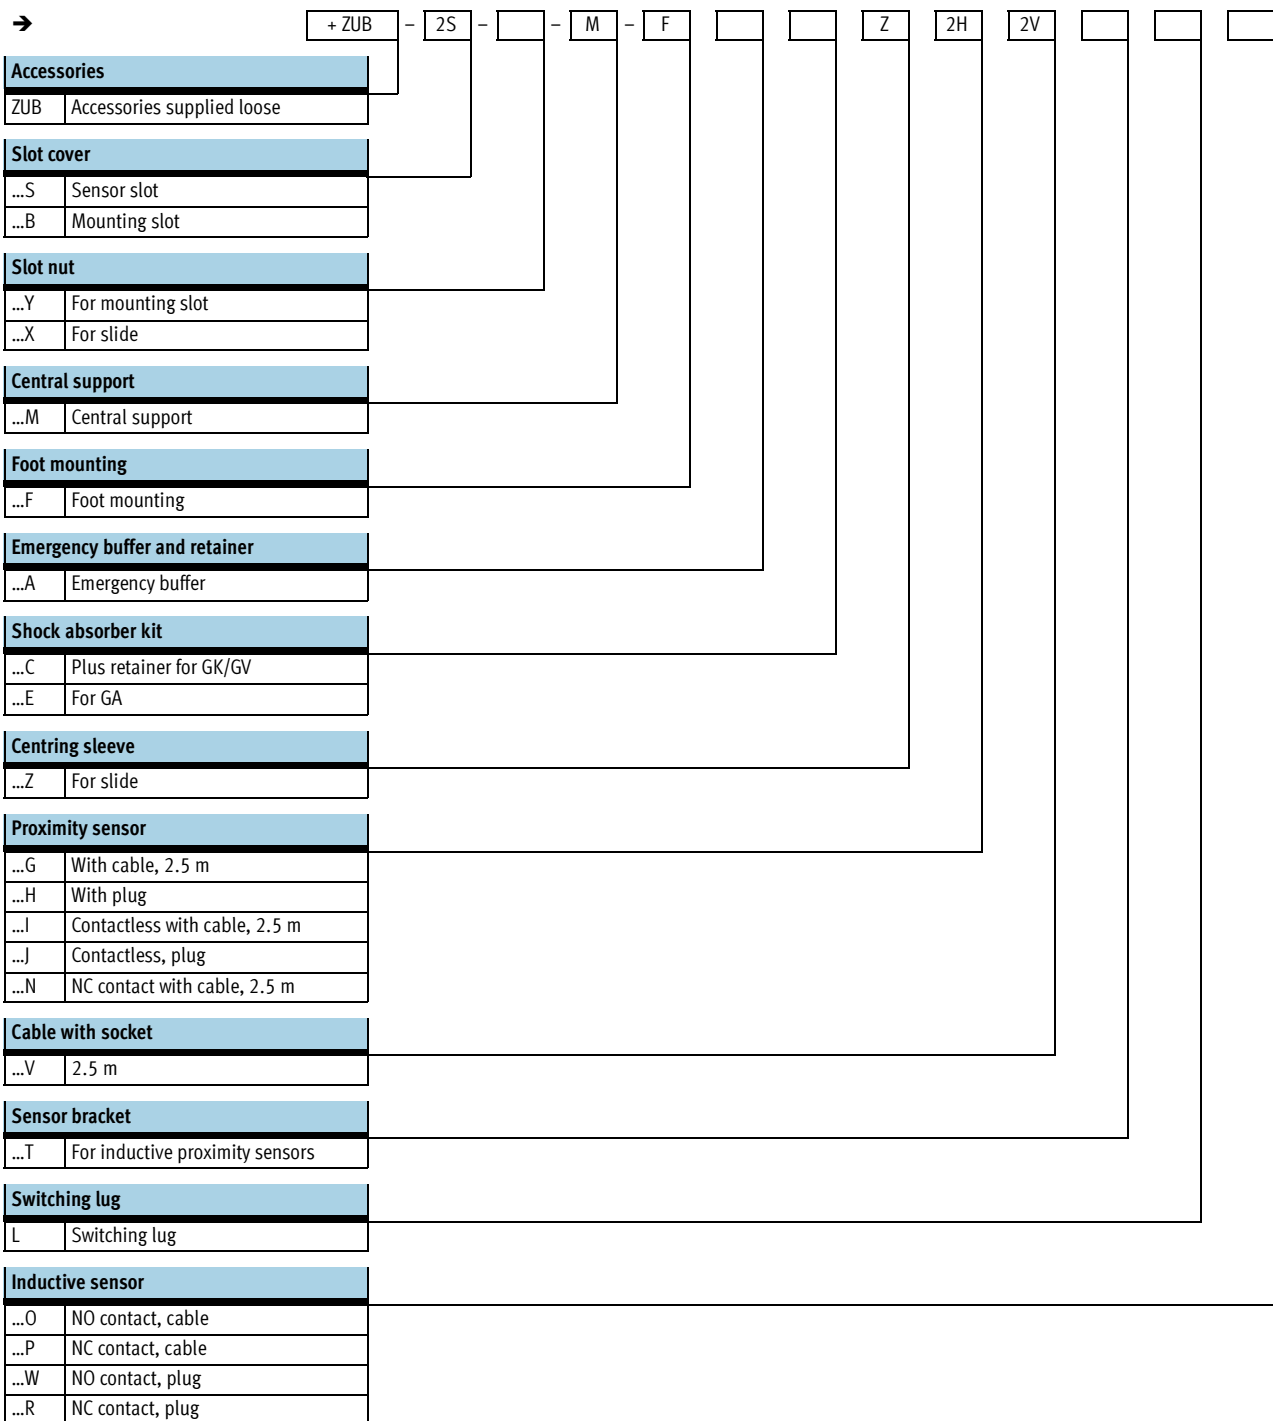 ➔ + ZUB – 2S – – M – F Z 2H 2V
Accessories
ZUB Accessories supplied loose
Slot cover
...S Sensor slot
...B Mounting slot
Slot nut
...Y For mounting slot
...X For slide
Central support
...M Central support
Foot mounting
...F Foot mounting
Emergency buffer and retainer
...A Emergency buffer
Shock absorber kit
...C Plus retainer for GK/GV
...E For GA
Centring sleeve
...Z For slide
Proximity sensor
...G With cable, 2.5 m
...H With plug
...I Contactless with cable, 2.5 m
...J Contactless, plug
...N NC contact with cable, 2.5 m
Cable with socket
...V 2.5 m
Sensor bracket
...T For inductive proximity sensors
Switching lug
L Switching lug
Inductive sensor
...O NO contact, cable
...P NC contact, cable
...W NO contact, plug
...R NC contact, plug